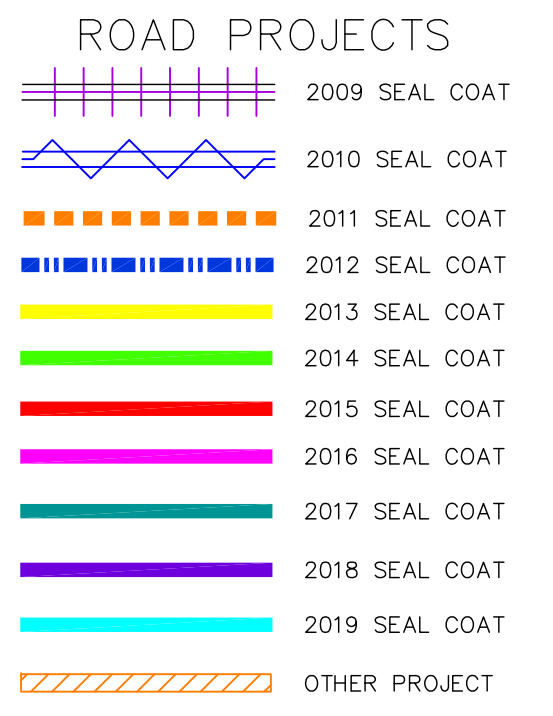 ROAD PROJECTS
2009 SEAL COAT
2010 SEAL COAT
2011 SEAL COAT
2012 SEAL COAT
2013 SEAL COAT
2014 SEAL COAT
2015 SEAL COAT
2016 SEAL COAT
2017 SEAL COAT
2018 SEAL COAT
2019 SEAL COAT
OTHER PROJECT